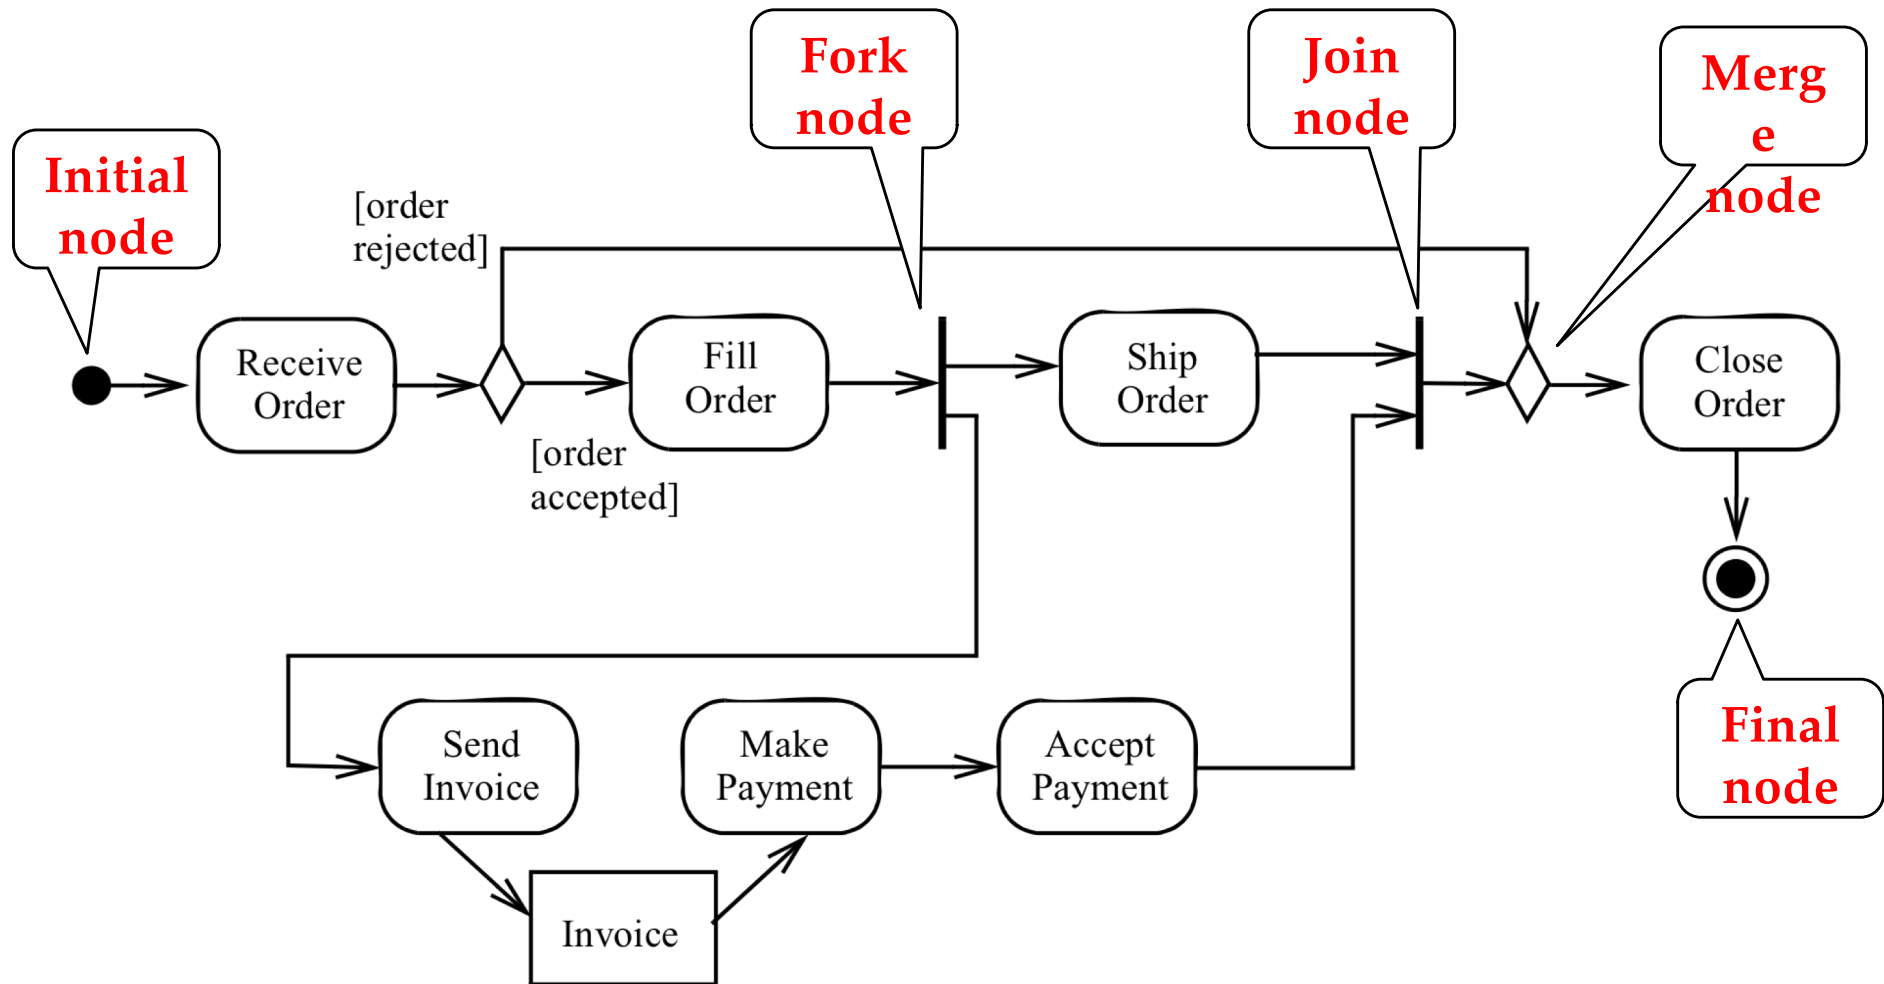 Fork
node
Join
node
Merg
e
node
Initial
node
[order
rejected]
Receive
Order
Fill
Order
Ship
Order
Close
Order
[order
accepted]
Send
Invoice
Make
Payment
Accept
Payment
Final
node
Invoice